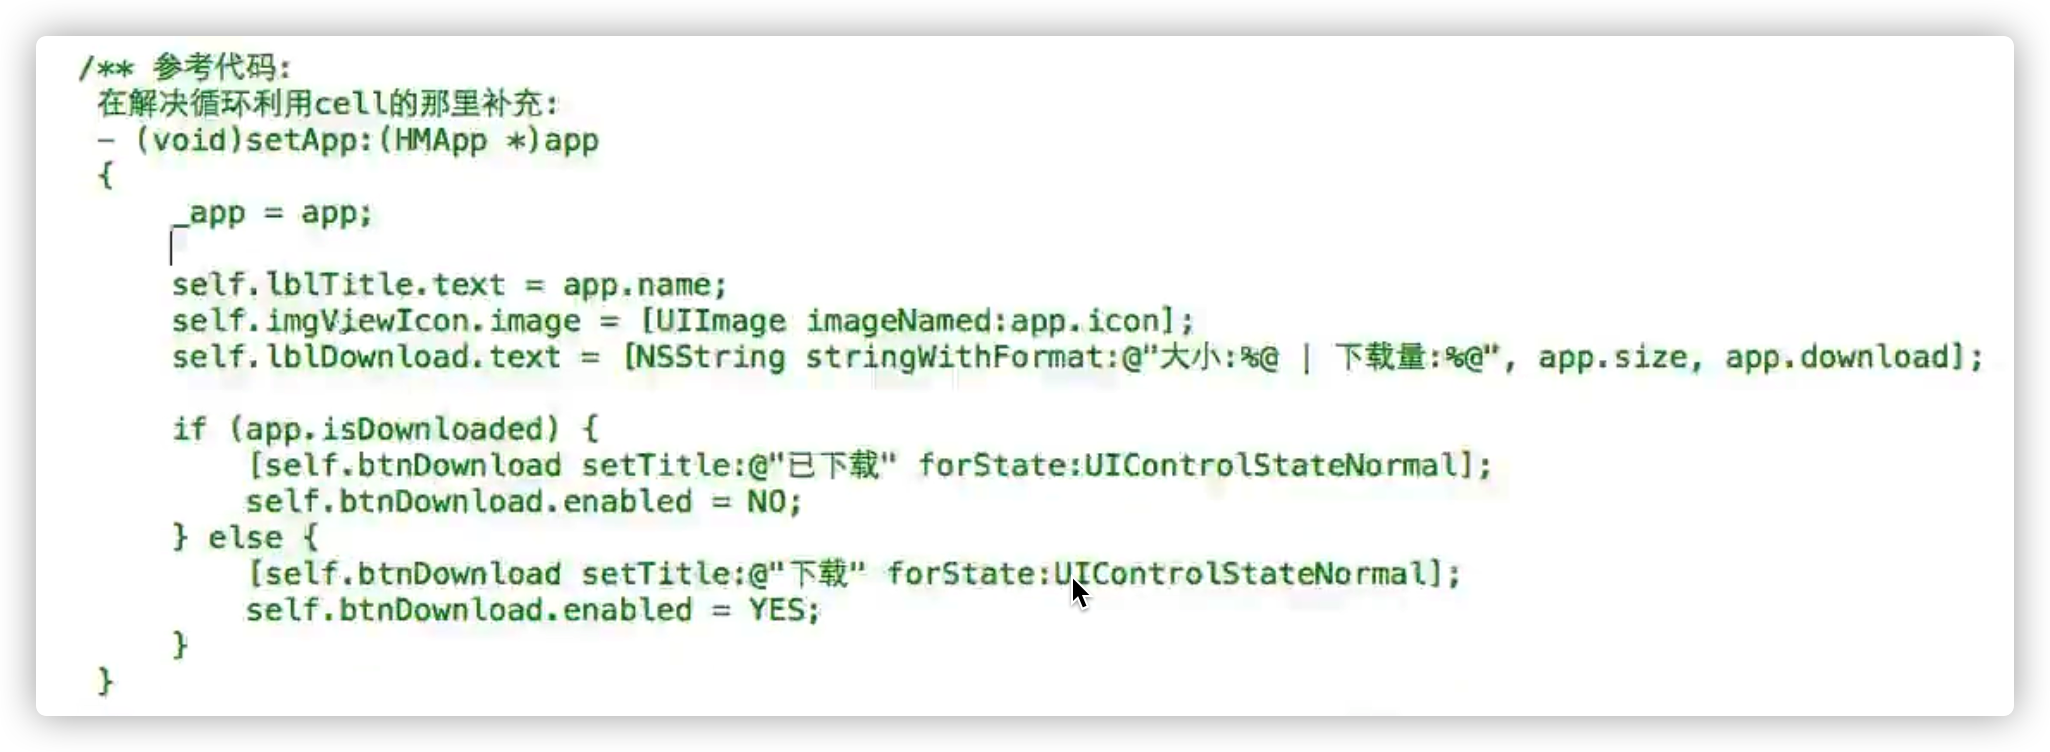 /** 参考代码:
在解决循环利用cell的那里补充:
- (void)setApp:(HMApp *)app
{
_app = app;
self.lblTitle.text = app.name;
self.imgViewIcon.image = [UIImage imageNamed:app.icon];
self.lblDownload.text = [NSString stringWithFormat:@"大小:%@ | 下载量:%@", app.size, app.download];
if (app.isDownloaded) {
[self.btnDownload setTitle:@"已下载" forState:UIControlStateNormal];
self.btnDownload.enabled = NO;
} else {
[self.btnDownload setTitle:@"下载" forState:UIControlStateNormal];
self.btnDownload.enabled = YES;
}
}